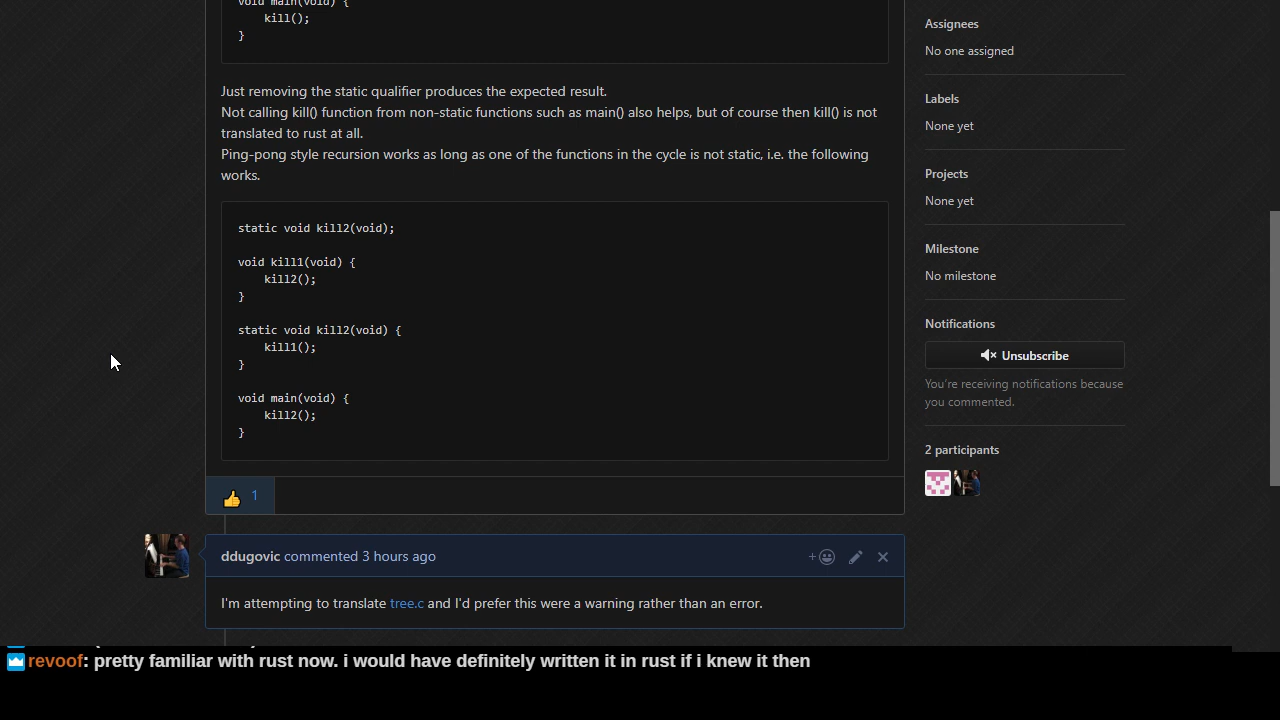 void main(void) {
kill();
}
Just removing the static qualifier produces the expected result.
Not calling kill() function from non-static functions such as main() also helps, but of course then kill() is not
translated to rust at all.
Ping-pong style recursion works as long as one of the functions in the cycle is not static, i.e. the following
works.
static void kill2(void);
void kill1(void) {
kill2();
}
static void kill2(void) {
kill1();
}
void main(void) {
kill2();
}
1
ddugovic commented 3 hours ago
I'm attempting to translate tree.c and I'd prefer this were a warning rather than an error.
Assignees
No one assigned
Labels
None yet
Projects
None yet
Milestone
No milestone
Notifications
Unsubscribe
You're receiving notifications because
you commented.
2 participants
revoof: pretty familiar with rust now. i would have definitely written it in rust if i knew it then